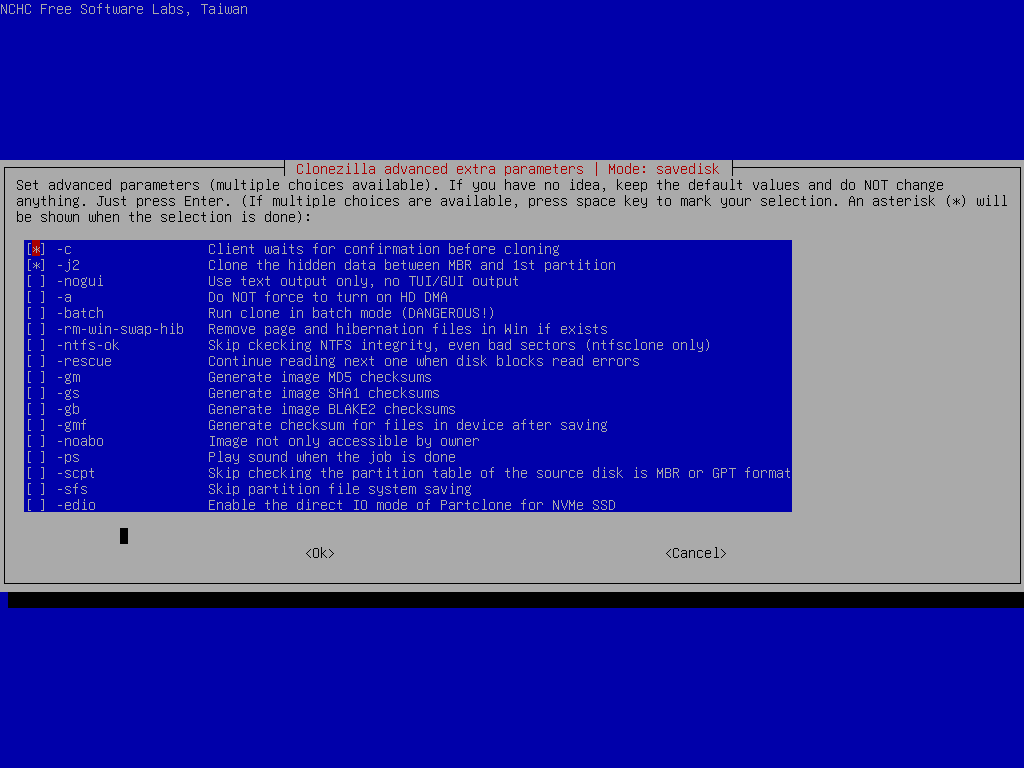 NCHC Free Software Labs, Taiwan
Clonezilla advanced extra parameters | Mode: savedisk
Set advanced parameters (multiple choices available). If you have no idea, keep the default values and do NOT change
anything. Just press Enter. (If multiple choices are available, press space key to mark your selection. An asterisk (*) will
be shown when the selection is done):
[*] -c Client waits for confirmation before cloning
[*] -j2 Clone the hidden data between MBR and 1st partition
[ ] -nogui Use text output only, no TUI/GUI output
[ ] -a Do NOT force to turn on HD DMA
[ ] -batch Run clone in batch mode (DANGEROUS!)
[ ] -rm-win-swap-hib Remove page and hibernation files in Win if exists
[ ] -ntfs-ok Skip ckecking NTFS integrity, even bad sectors (ntfsclone only)
[ ] -rescue Continue reading next one when disk blocks read errors
[ ] -gm Generate image MD5 checksums
[ ] -gs Generate image SHA1 checksums
[ ] -gb Generate image BLAKE2 checksums
[ ] -gmf Generate checksum for files in device after saving
[ ] -noabo Image not only accessible by owner
[ ] -ps Play sound when the job is done
[ ] -scpt Skip checking the partition table of the source disk is MBR or GPT format
[ ] -sfs Skip partition file system saving
[ ] -edio Enable the direct IO mode of Partclone for NVMe SSD
<Ok> <Cancel>